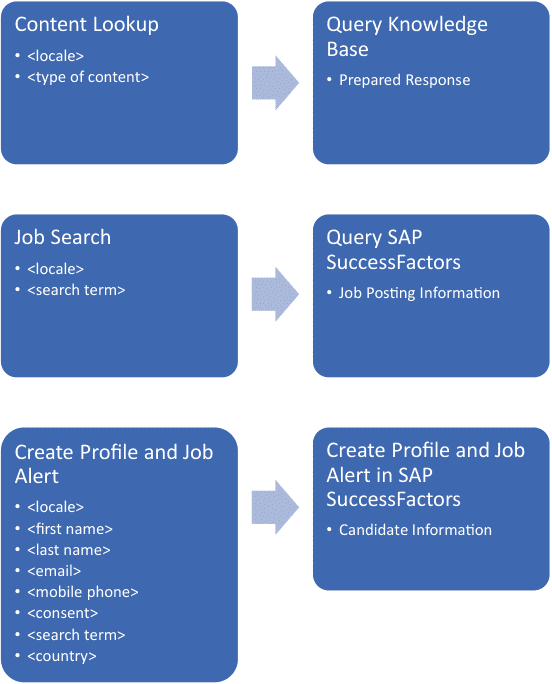 Content Lookup
• <locale>
• <type of content>
Query Knowledge
Base
• Prepared Response
Job Search
• <locale>
• <search term>
Query SAP
SuccessFactors
• Job Posting Information
Create Profile and Job
Alert
• <locale>
• <first name>
• <last name>
• <email>
• <mobile phone>
• <consent>
• <search term>
• <country>
Create Profile and Job
Alert in SAP
SuccessFactors
• Candidate Information